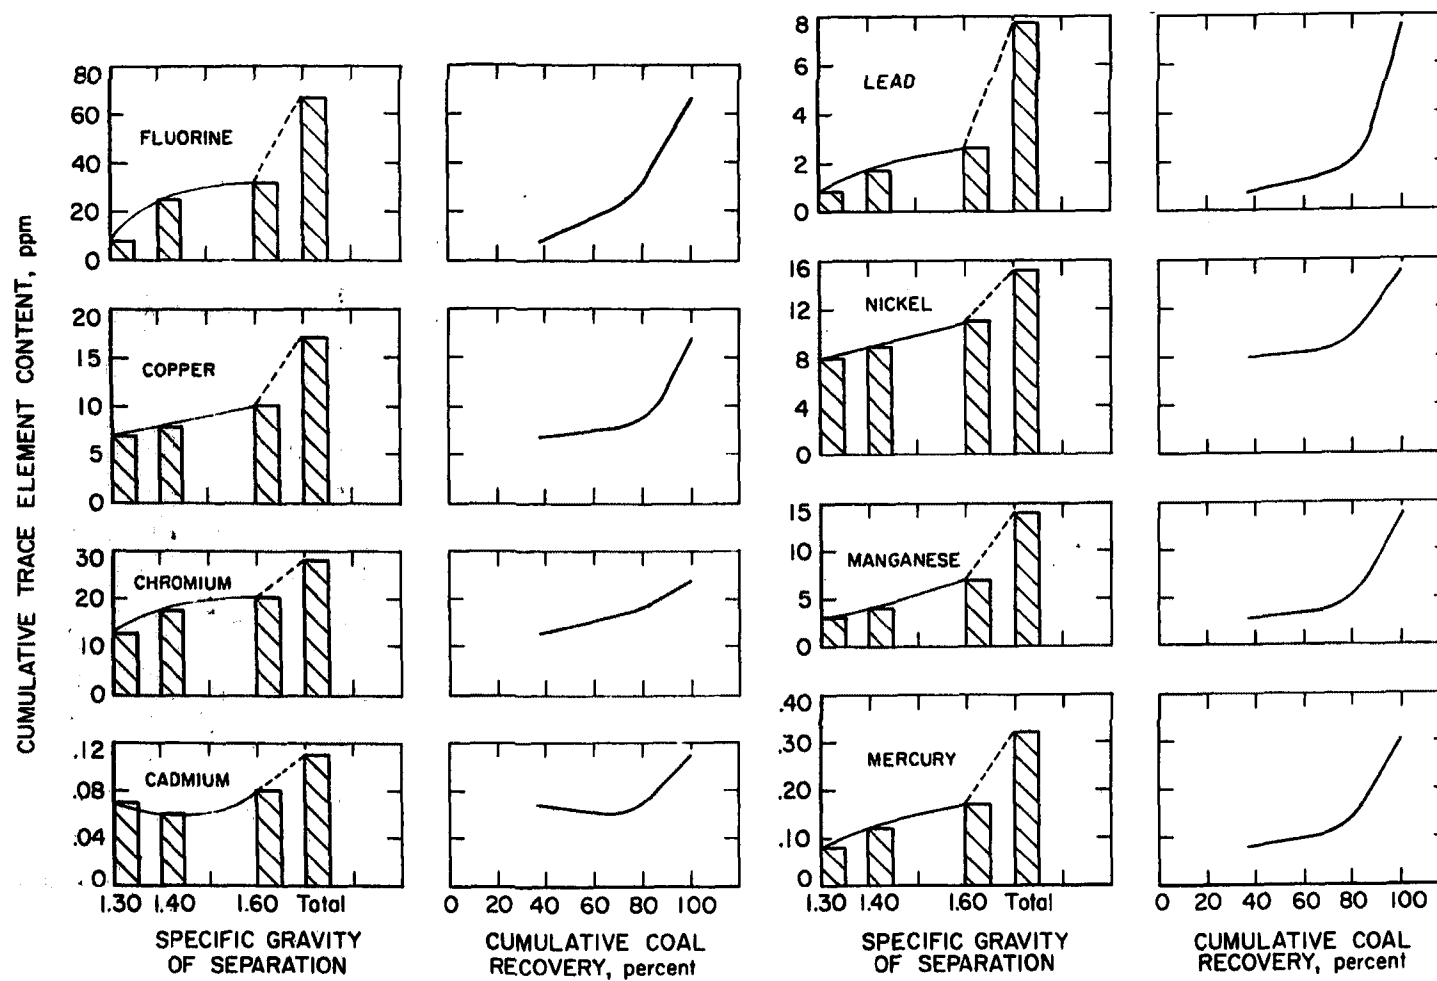 CUMULATIVE TRACE ELEMENT CONTENT, ppm
80
60
40
20
0
FLUORINE
20
15
10
5
0
COPPER
30
20
10
0
CHROMIUM
.12
.08
.04
0
CADMIUM
1.30 1.40 1.60 Total
SPECIFIC GRAVITY
OF SEPARATION
0 20 40 60 80 100
CUMULATIVE COAL
RECOVERY, percent
8
6
4
2
0
LEAD
16
12
8
4
0
NICKEL
15
10
5
0
MANGANESE
.40
.30
.20
.10
0
MERCURY
1.30 1.40 1.60 Total
SPECIFIC GRAVITY
OF SEPARATION
0 20 40 60 80 100
CUMULATIVE COAL
RECOVERY, percent